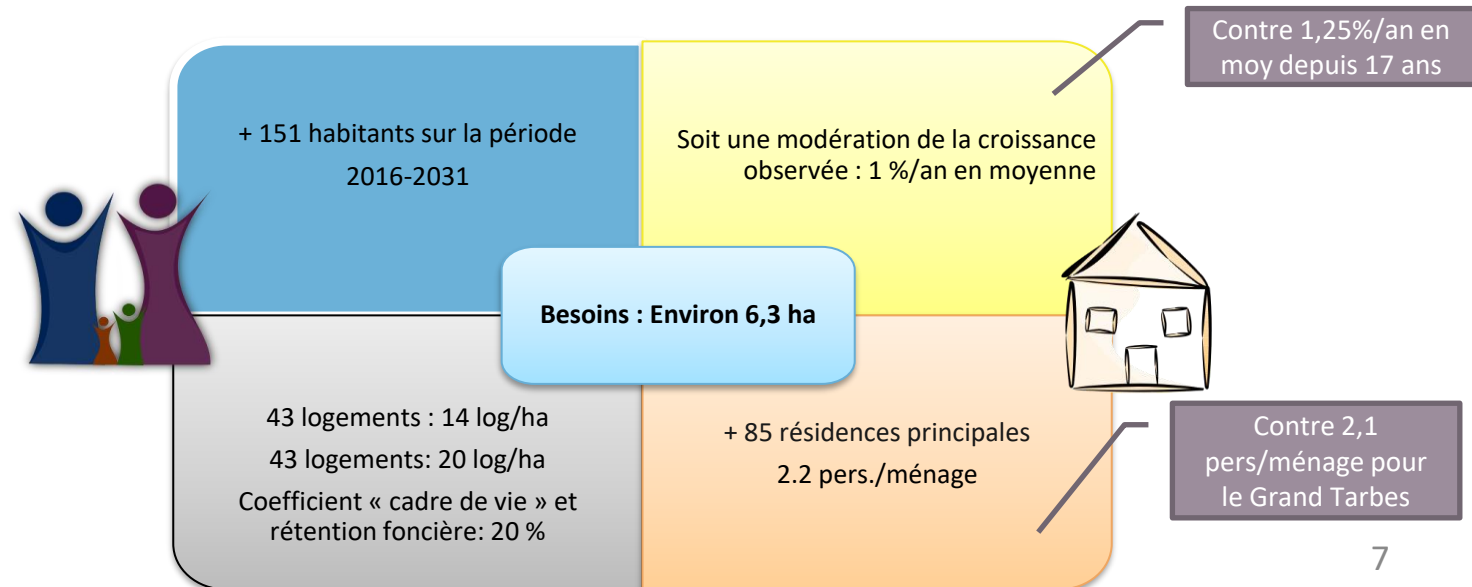 + 151 habitants sur la période
2016-2031
Soit une modération de la croissance
observée : 1 %/an en moyenne
Contre 1,25%/an en
moy depuis 17 ans
Besoins : Environ 6,3 ha
43 logements : 14 log/ha
43 logements: 20 log/ha
Coefficient « cadre de vie » et
rétention foncière: 20 %
+ 85 résidences principales
2.2 pers./ménage
Contre 2,1
pers/ménage pour
le Grand Tarbes
7